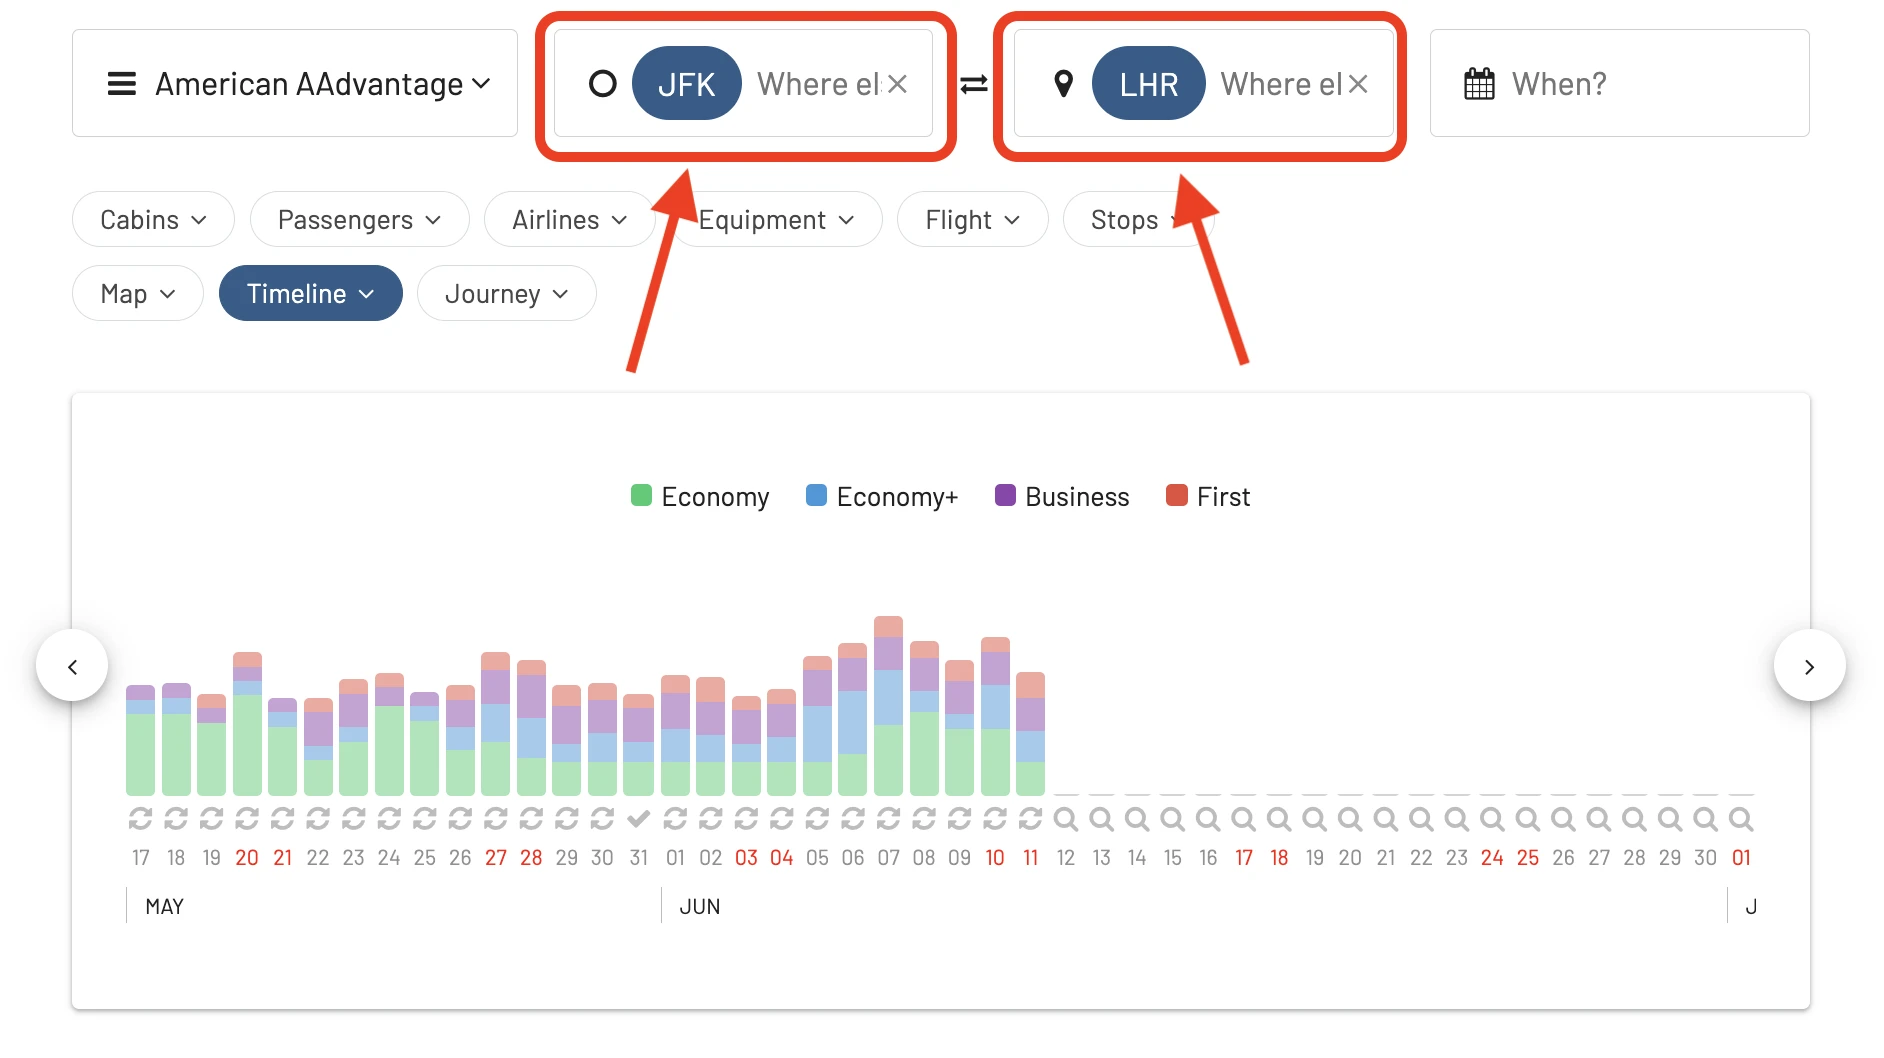 American AAdvantage JFK Where el LHR Where el When?
Cabins Passengers Airlines Equipment Flight Stops
Map Timeline Journey
Economy Economy+ Business First
17 18 19 20 21 22 23 24 25 26 27 28 29 30 31 01 02 03 04 05 06 07 08 09 10 11 12 13 14 15 16 17 18 19 20 21 22 23 24 25 26 27 28 29 30 01
MAY JUN J